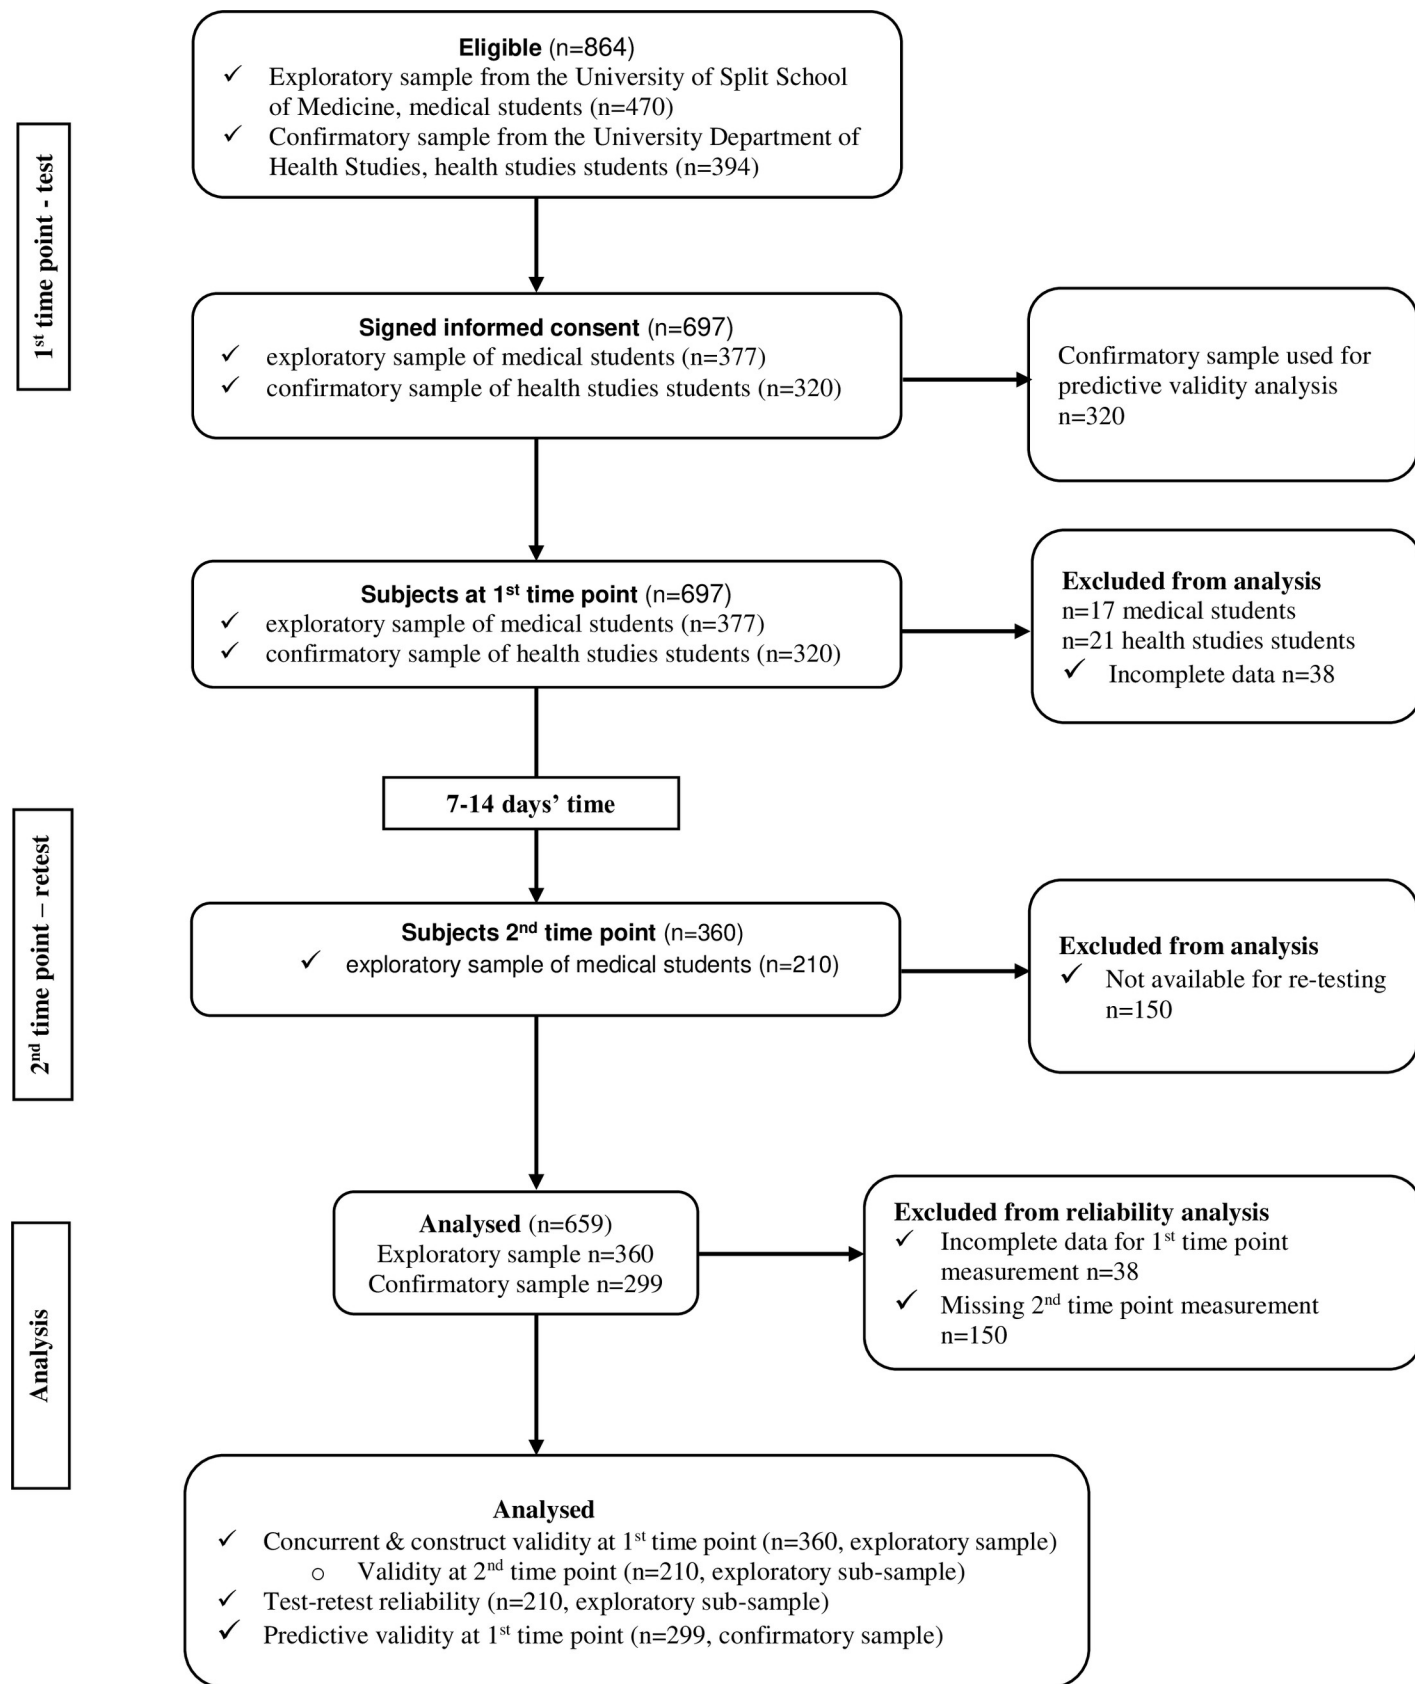 1st time point - test
Eligible (n=864)
✓ Exploratory sample from the University of Split School
of Medicine, medical students (n=470)
✓ Confirmatory sample from the University Department of
Health Studies, health studies students (n=394)
Signed informed consent (n=697)
✓ exploratory sample of medical students (n=377)
✓ confirmatory sample of health studies students (n=320)
Confirmatory sample used for
predictive validity analysis
n=320
Subjects at 1st time point (n=697)
✓ exploratory sample of medical students (n=377)
✓ confirmatory sample of health studies students (n=320)
Excluded from analysis
n=17 medical students
n=21 health studies students
✓ Incomplete data n=38
7-14 days’ time
2nd time point – retest
Subjects 2nd time point (n=360)
✓ exploratory sample of medical students (n=210)
Excluded from analysis
✓ Not available for re-testing
n=150
Analysis
Analysed (n=659)
Exploratory sample n=360
Confirmatory sample n=299
Excluded from reliability analysis
✓ Incomplete data for 1st time point
measurement n=38
✓ Missing 2nd time point measurement
n=150
Analysed
✓ Concurrent & construct validity at 1st time point (n=360, exploratory sample)
o Validity at 2nd time point (n=210, exploratory sub-sample)
✓ Test-retest reliability (n=210, exploratory sub-sample)
✓ Predictive validity at 1st time point (n=299, confirmatory sample)